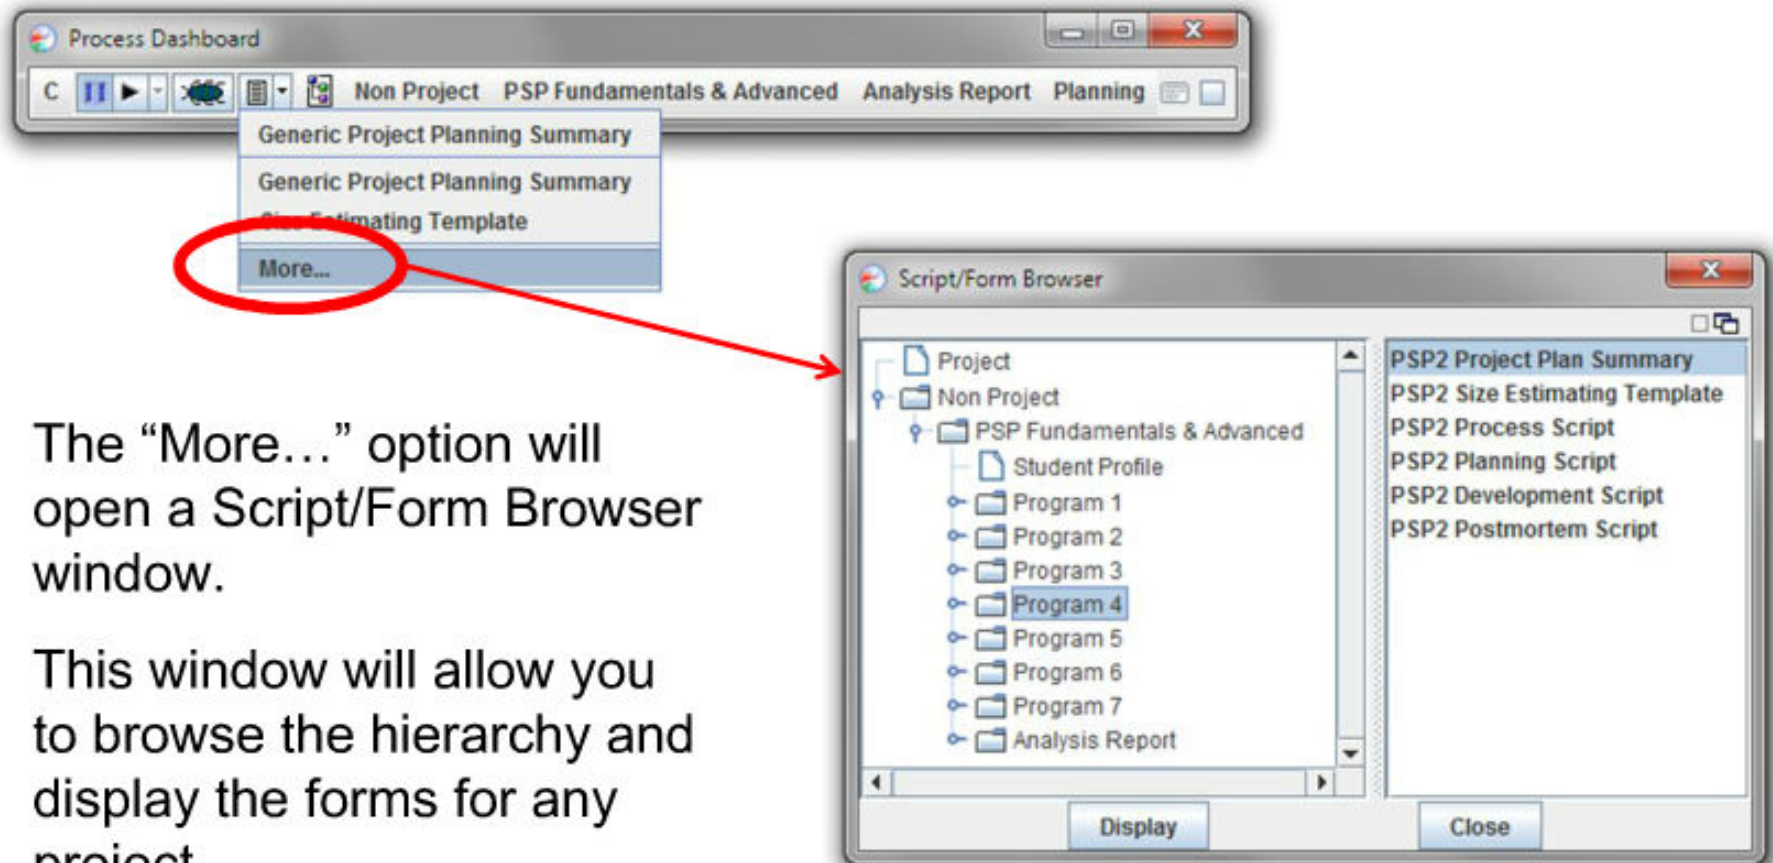 Process Dashboard
C Non Project PSP Fundamentals & Advanced Analysis Report Planning
Generic Project Planning Summary
Generic Project Planning Summary
Size Estimating Template
More...
Script/Form Browser
Project
Non Project
PSP Fundamentals & Advanced
Student Profile
Program 1
Program 2
Program 3
Program 4
Program 5
Program 6
Program 7
Analysis Report
PSP2 Project Plan Summary
PSP2 Size Estimating Template
PSP2 Process Script
PSP2 Planning Script
PSP2 Development Script
PSP2 Postmortem Script
Display Close
The “More…” option will
open a Script/Form Browser
window.
This window will allow you
to browse the hierarchy and
display the forms for any
project